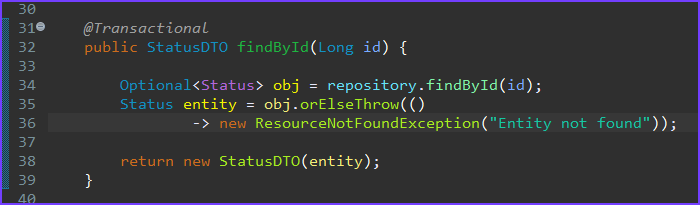 30
31 @Transactional
32 public StatusDTO findById(Long id) {
33
34 Optional<Status> obj = repository.findById(id);
35 Status entity = obj.orElseThrow(()
36 -> new ResourceNotFoundException("Entity not found"));
37
38 return new StatusDTO(entity);
39 }
40